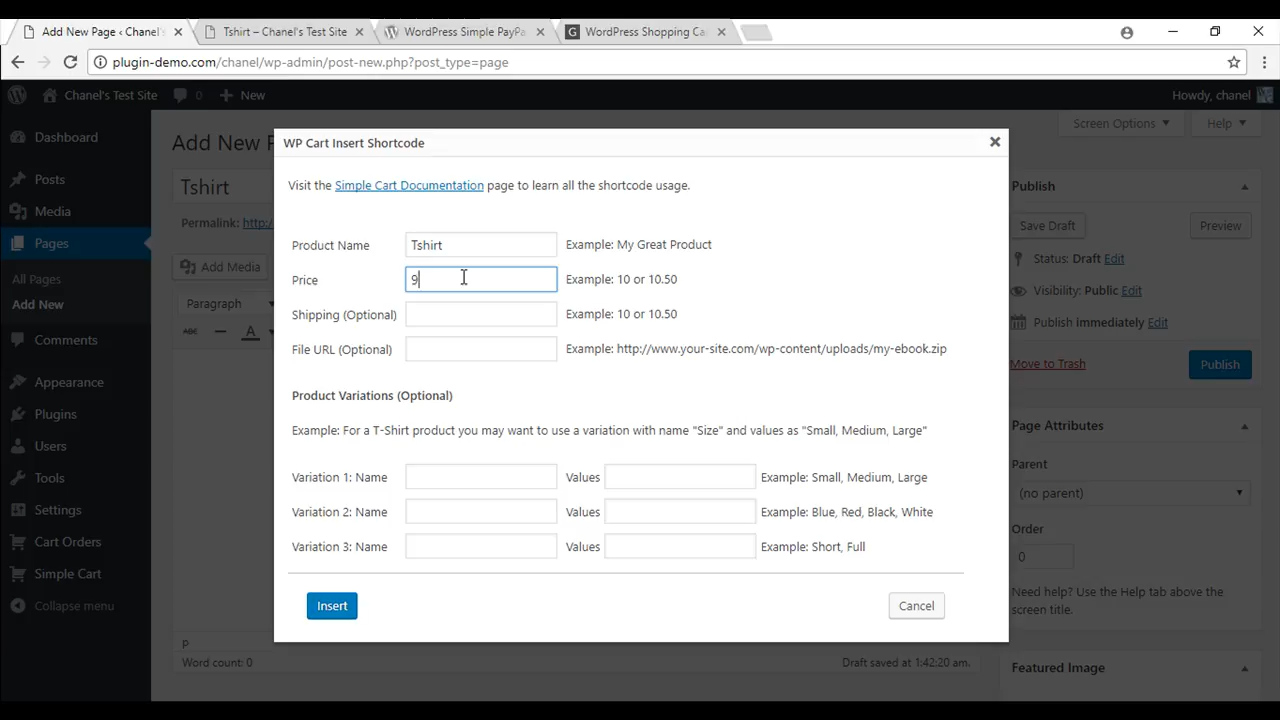 Add New Page ‹ Chanel's
Tshirt – Chanel's Test Site
WordPress Simple PayPa
G WordPress Shopping Ca
plugin-demo.com/chanel/wp-admin/post-new.php?post_type=page
Chanel's Test Site 0 New
Howdy, chanel
Dashboard
Posts
Media
Pages
All Pages
Add New
Comments
Appearance
Plugins
Users
Tools
Settings
Cart Orders
Simple Cart
Collapse menu
Add New P
Screen Options
Help
Tshirt
Permalink: http:/
Add Media
Paragraph
ABC A
P
Word count: 0
Draft saved at 1:42:20 am.
WP Cart Insert Shortcode
Visit the Simple Cart Documentation page to learn all the shortcode usage.
Product Name Tshirt Example: My Great Product
Price 9 Example: 10 or 10.50
Shipping (Optional) Example: 10 or 10.50
File URL (Optional) Example: http://www.your-site.com/wp-content/uploads/my-ebook.zip
Product Variations (Optional)
Example: For a T-Shirt product you may want to use a variation with name "Size" and values as "Small, Medium, Large"
Variation 1: Name Values Example: Small, Medium, Large
Variation 2: Name Values Example: Blue, Red, Black, White
Variation 3: Name Values Example: Short, Full
Insert
Cancel
Publish
Save Draft
Preview
Status: Draft Edit
Visibility: Public Edit
Publish immediately Edit
Move to Trash
Publish
Page Attributes
Parent
(no parent)
Order
0
Need help? Use the Help tab above the
screen title.
Featured Image